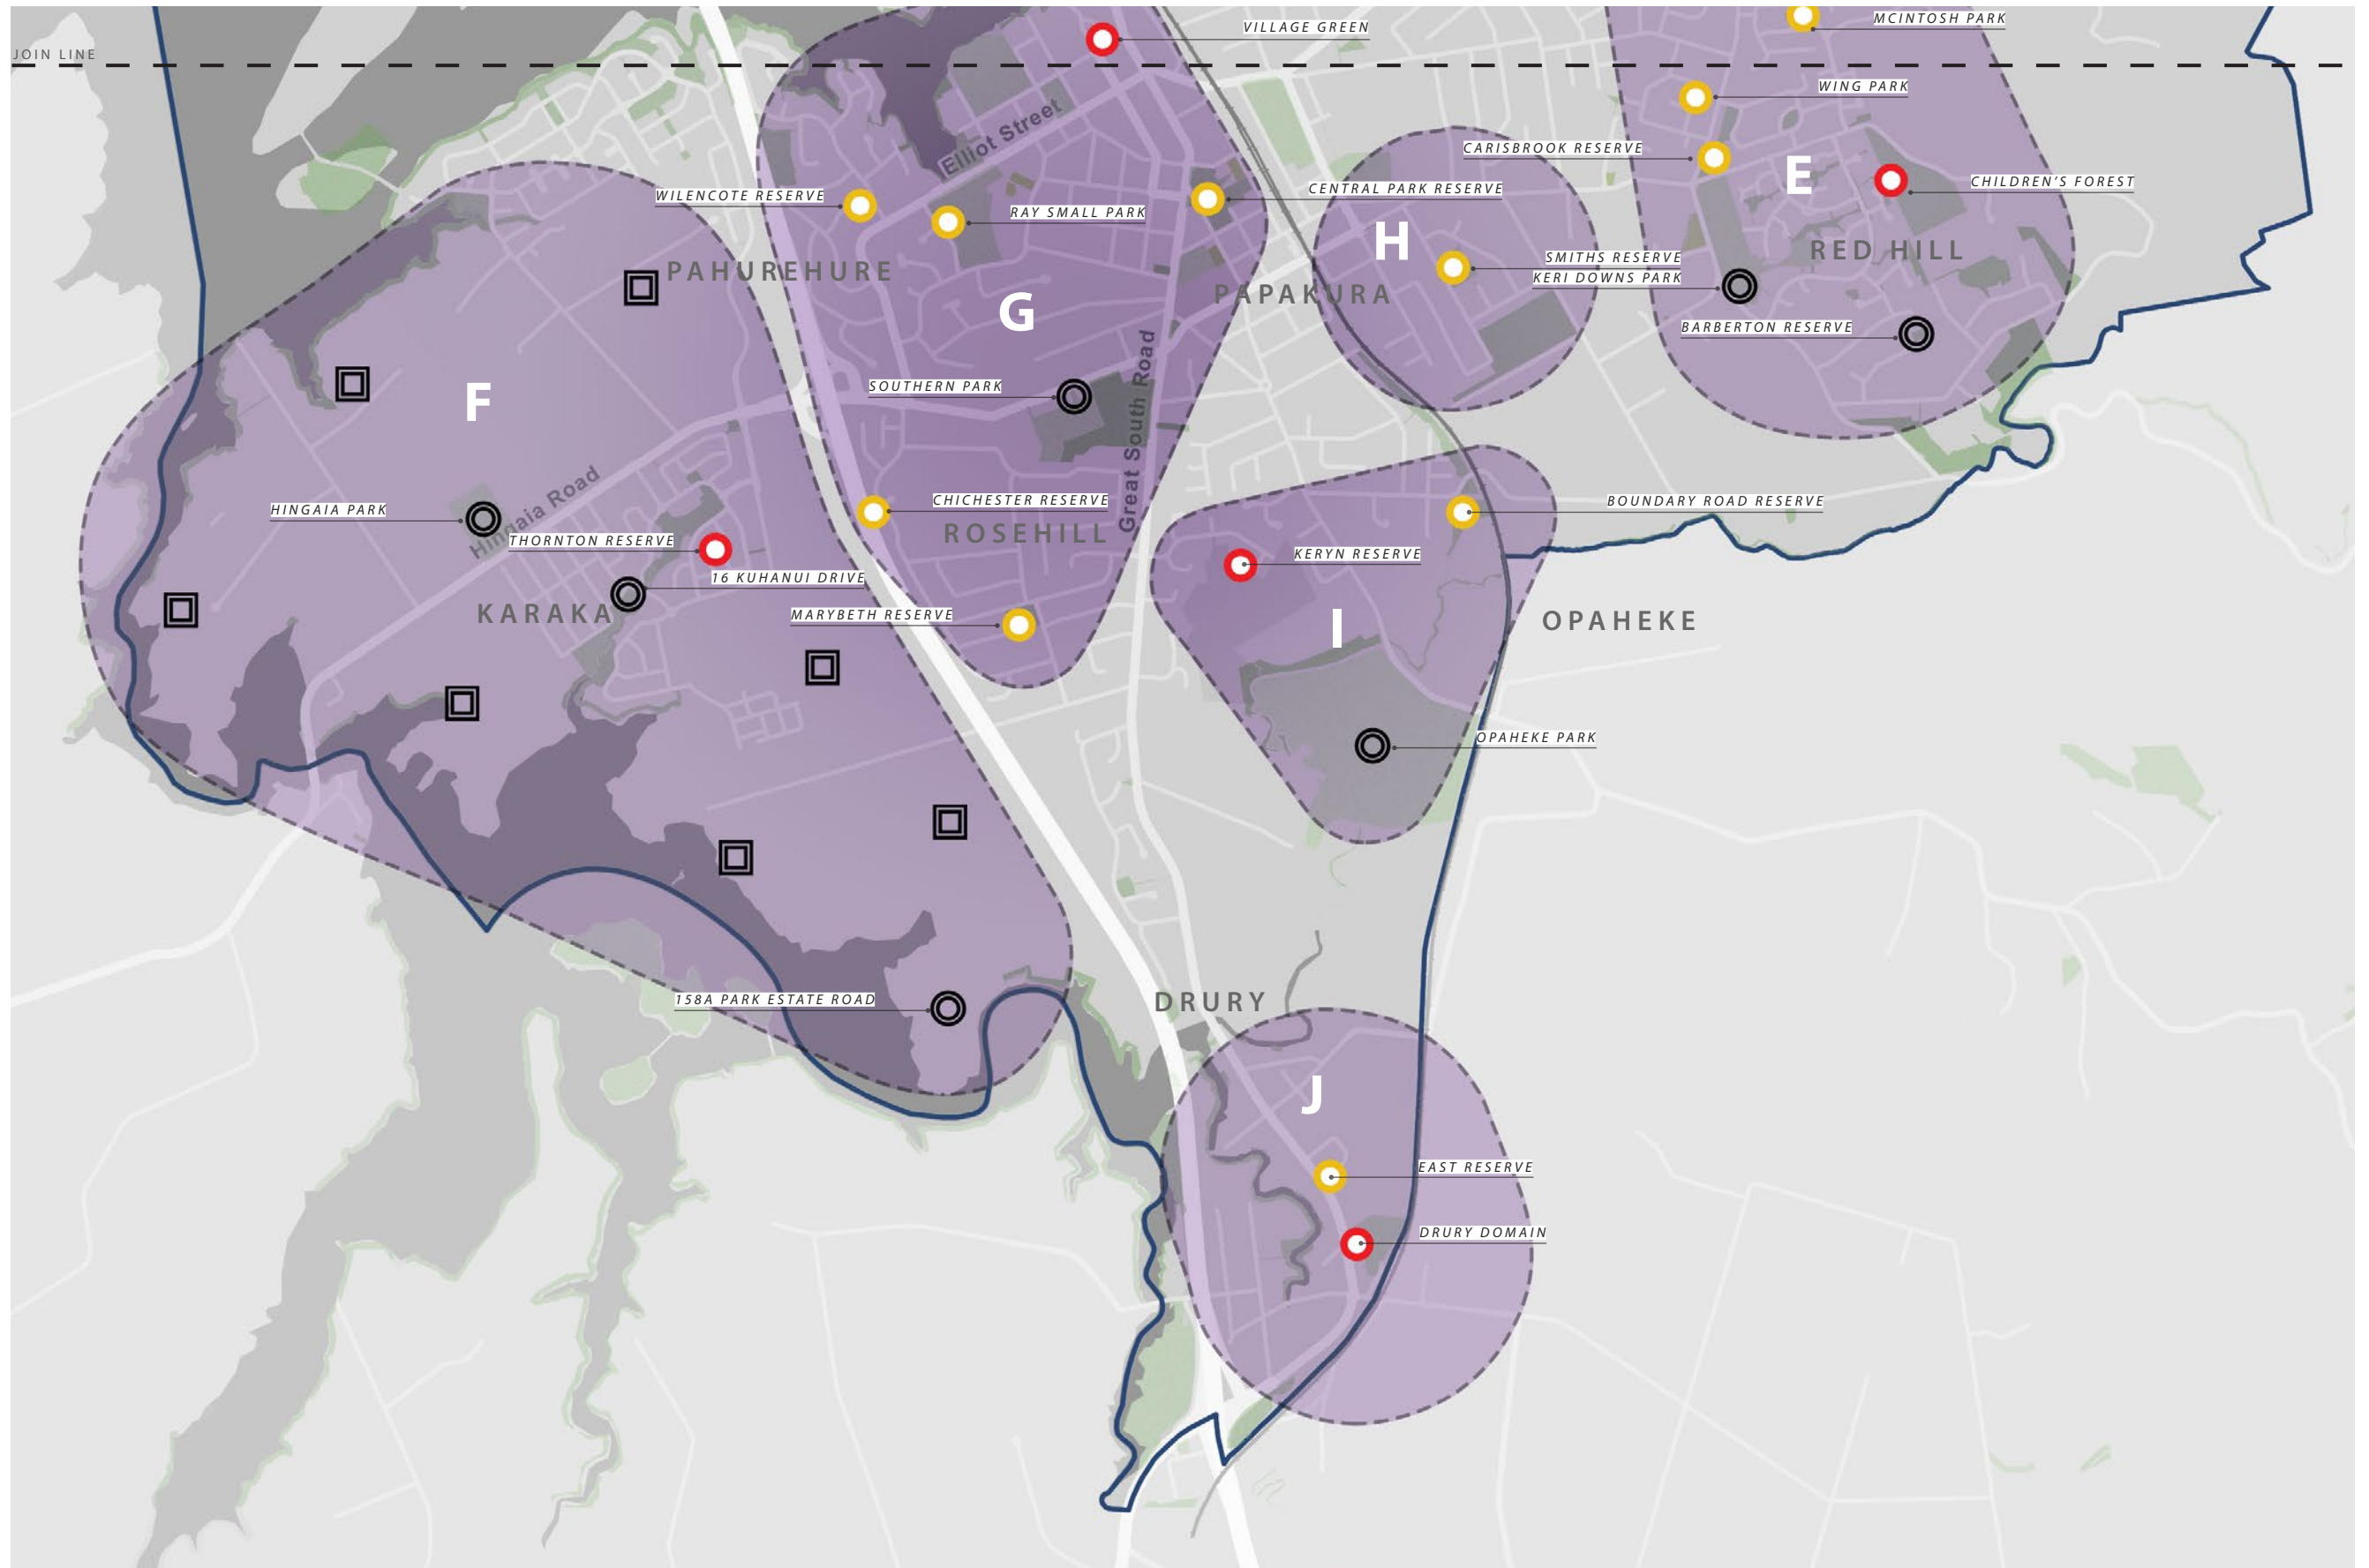 VILLAGE GREEN
MCINTOSH PARK
JOIN LINE
WING PARK
Elliot Street
CARISBROOK RESERVE
E
CHILDREN'S FOREST
WILENCOTE RESERVE
CENTRAL PARK RESERVE
RAY SMALL PARK
H
RED HILL
SMITHS RESERVE
PAHUREHURE
KERI DOWNS PARK
PAPAKURA
G
BARBERTON RESERVE
SOUTHERN PARK
F
Great South Road
CHICHESTER RESERVE
BOUNDARY ROAD RESERVE
HINGAIA PARK
Hingaia Road
ROSEHILL
THORNTON RESERVE
KERYN RESERVE
16 KUHANUI DRIVE
KARAKA
MARYBETH RESERVE
I
OPAHEKE
OPAHEKE PARK
158A PARK ESTATE ROAD
DRURY
J
EAST RESERVE
DRURY DOMAIN